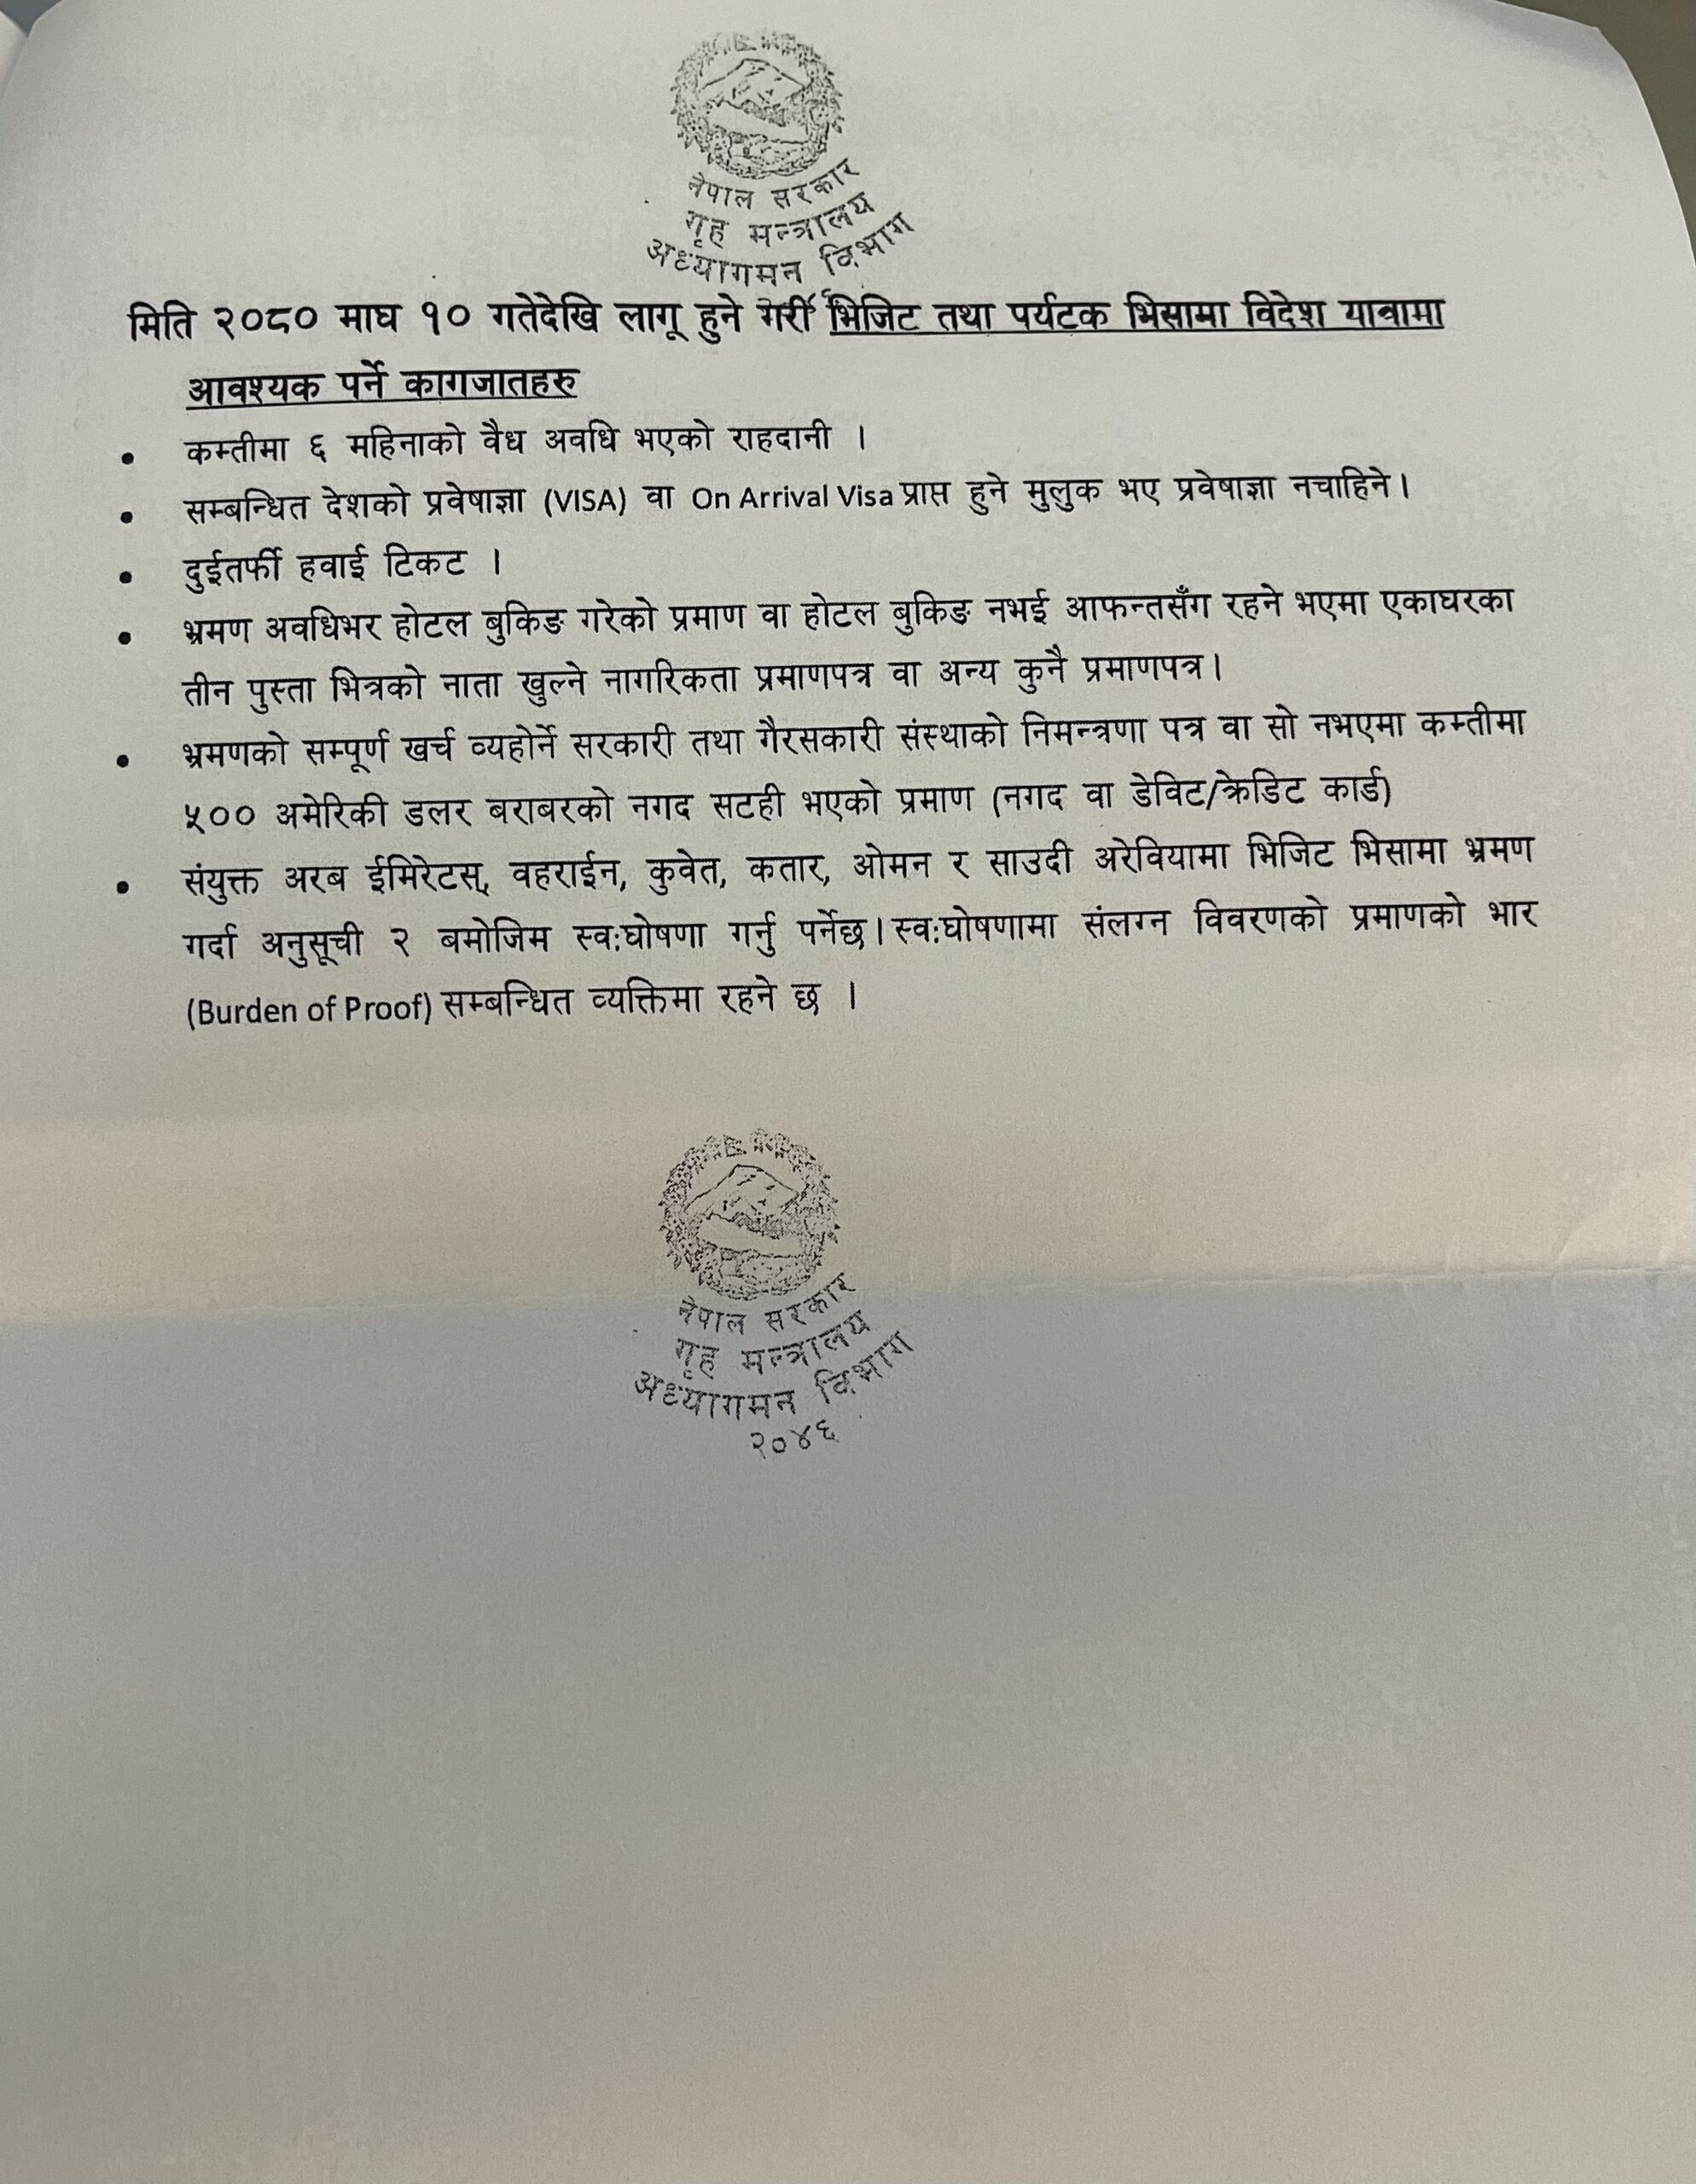 नेपाल सरकार
गृह मन्त्रालय
अध्यागमन विभाग
मिति २०८० माघ १० गतेदेखि लागू हुने गरी भिजिट तथा पर्यटक भिसामा विदेश यात्रामा
आवश्यक पर्ने कागजातहरु
• कम्तीमा ६ महिनाको वैध अवधि भएको राहदानी ।
• सम्बन्धित देशको प्रवेषाज्ञा (VISA) वा On Arrival Visa प्राप्त हुने मुलुक भए प्रवेषाज्ञा नचाहिने।
• दुईतर्फी हवाई टिकट ।
• भ्रमण अवधिभर होटल बुकिङ गरेको प्रमाण वा होटल बुकिङ नभई आफन्तसँग रहने भएमा एकाघरका
तीन पुस्ता भित्रको नाता खुल्ने नागरिकता प्रमाणपत्र वा अन्य कुनै प्रमाणपत्र।
• भ्रमणको सम्पूर्ण खर्च व्यहोर्ने सरकारी तथा गैरसकारी संस्थाको निमन्त्रणा पत्र वा सो नभएमा कम्तीमा
५०० अमेरिकी डलर बराबरको नगद सटही भएको प्रमाण (नगद वा डेविट/क्रेडिट कार्ड)
• संयुक्त अरब ईमिरेटस्, वहराईन, कुवेत, कतार, ओमन र साउदी अरेवियामा भिजिट भिसामा भ्रमण
गर्दा अनुसूची २ बमोजिम स्व:घोषणा गर्नु पर्नेछ।स्व:घोषणामा संलग्न विवरणको प्रमाणको भार
(Burden of Proof) सम्बन्धित व्यक्तिमा रहने छ ।
नेपाल सरकार
गृह मन्त्रालय
अध्यागमन विभाग
२०४६